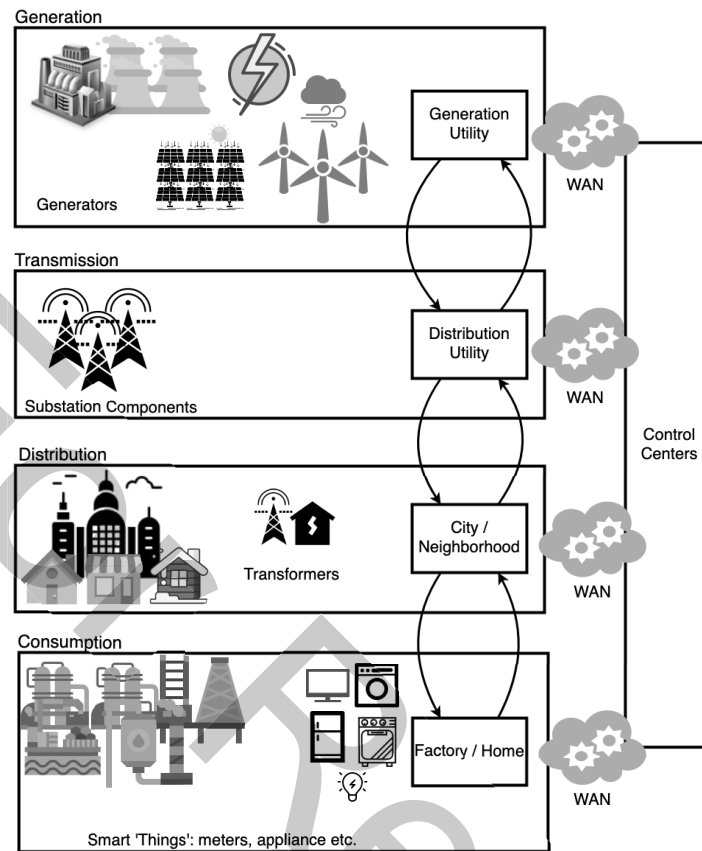 Generation
Generation
Utility
WAN
Generators
Transmission
Distribution
Utility
WAN
Substation Components
Control
Centers
Distribution
City /
Neighborhood
Transformers
WAN
Consumption
Factory / Home
WAN
Smart 'Things': meters, appliance etc.